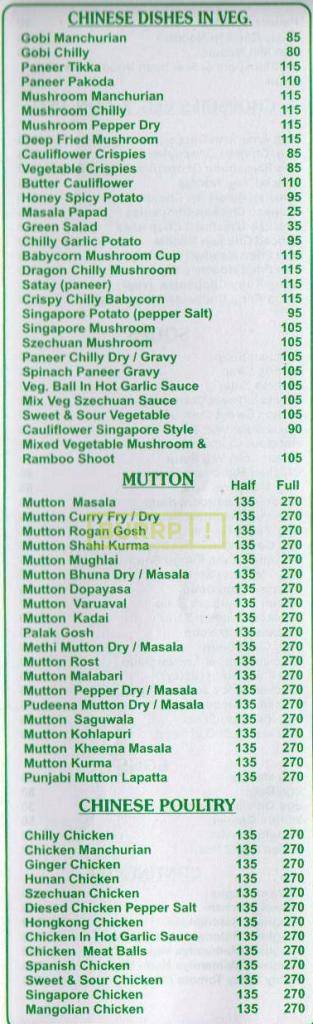 CHINESE DISHES IN VEG.
Gobi Manchurian 85
Gobi Chilly 80
Paneer Tikka 115
Paneer Pakoda 110
Mushroom Manchurian 115
Mushroom Chilly 115
Mushroom Pepper Dry 115
Deep Fried Mushroom 115
Cauliflower Crispies 85
Vegetable Crispies 85
Butter Cauliflower 110
Honey Spicy Potato 95
Masala Papad 25
Green Salad 35
Chilly Garlic Potato 95
Babycorn Mushroom Cup 115
Dragon Chilly Mushroom 115
Satay (paneer) 115
Crispy Chilly Babycorn 115
Singapore Potato (pepper Salt) 95
Singapore Mushroom 105
Szechuan Mushroom 105
Paneer Chilly Dry / Gravy 105
Spinach Paneer Gravy 105
Veg. Ball In Hot Garlic Sauce 105
Mix Veg Szechuan Sauce 105
Sweet & Sour Vegetable 105
Cauliflower Singapore Style 90
Mixed Vegetable Mushroom &
Ramboo Shoot 105
MUTTON Half Full
Mutton Masala 135 270
Mutton Curry Fry / Dry 135 270
Mutton Rogan Gosh 135 270
Mutton Shahi Kurma 135 270
Mutton Mughlai 135 270
Mutton Bhuna Dry / Masala 135 270
Mutton Dopayasa 135 270
Mutton Varuaval 135 270
Mutton Kadai 135 270
Palak Gosh 135 270
Methi Mutton Dry / Masala 135 270
Mutton Rost 135 270
Mutton Malabari 135 270
Mutton Pepper Dry / Masala 135 270
Pudeena Mutton Dry / Masala 135 270
Mutton Saguwala 135 270
Mutton Kohlapuri 135 270
Mutton Kheema Masala 135 270
Mutton Kurma 135 270
Punjabi Mutton Lapatta 135 270
CHINESE POULTRY
Chilly Chicken 135 270
Chicken Manchurian 135 270
Ginger Chicken 135 270
Hunan Chicken 135 270
Szechuan Chicken 135 270
Diesed Chicken Pepper Salt 135 270
Hongkong Chicken 135 270
Chicken In Hot Garlic Sauce 135 270
Chicken Meat Balls 135 270
Spanish Chicken 135 270
Sweet & Sour Chicken 135 270
Singapore Chicken 135 270
Mangolian Chicken 135 270